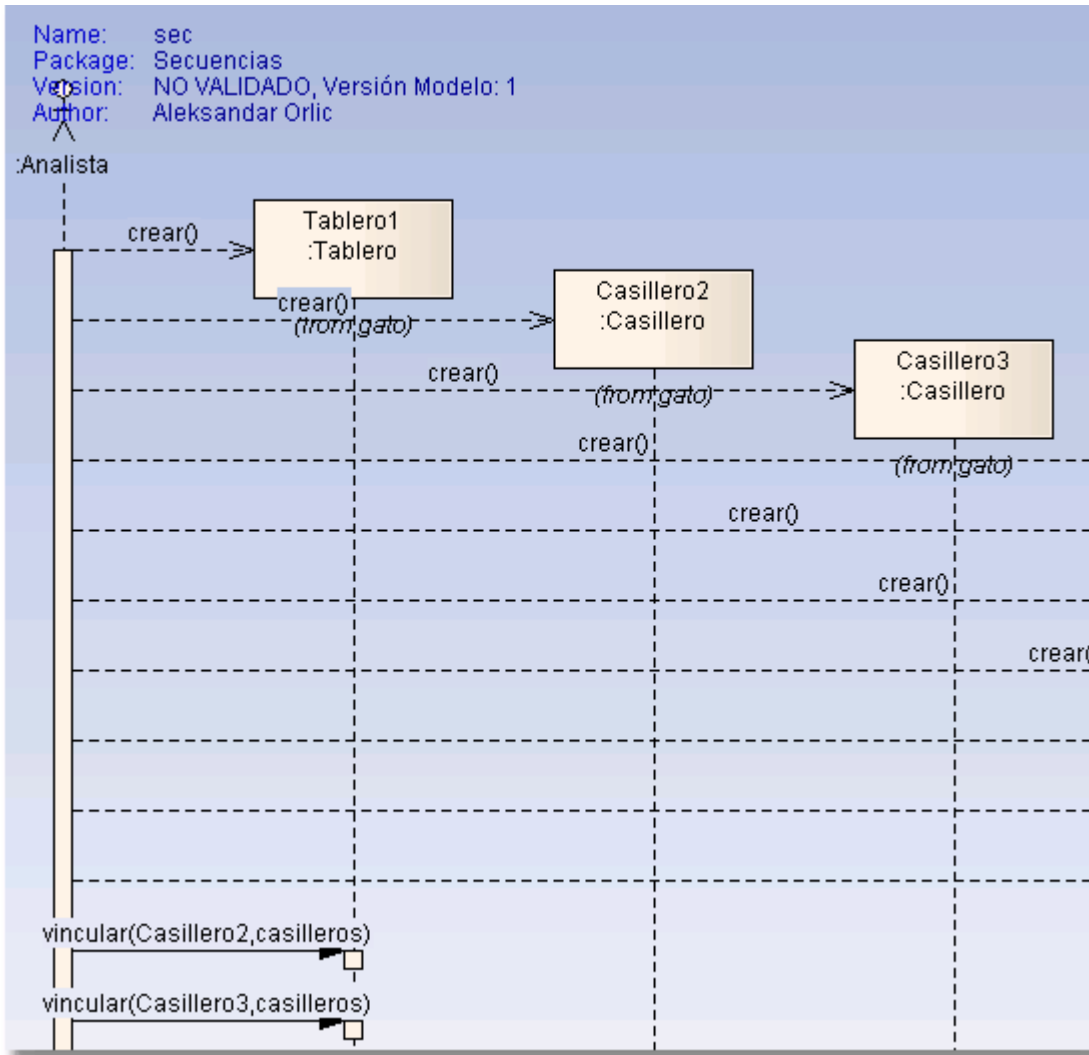 Name: sec
Package: Secuencias
Version: NO VALIDADO, Versión Modelo: 1
Author: Aleksandar Orlic
:Analista
Tablero1
:Tablero
crear()
(from gato)
Casillero2
:Casillero
crear()
(from gato)
Casillero3
:Casillero
crear()
(from gato)
crear()
crear()
crear()
crear(
vincular(Casillero2,casilleros)
vincular(Casillero3,casilleros)